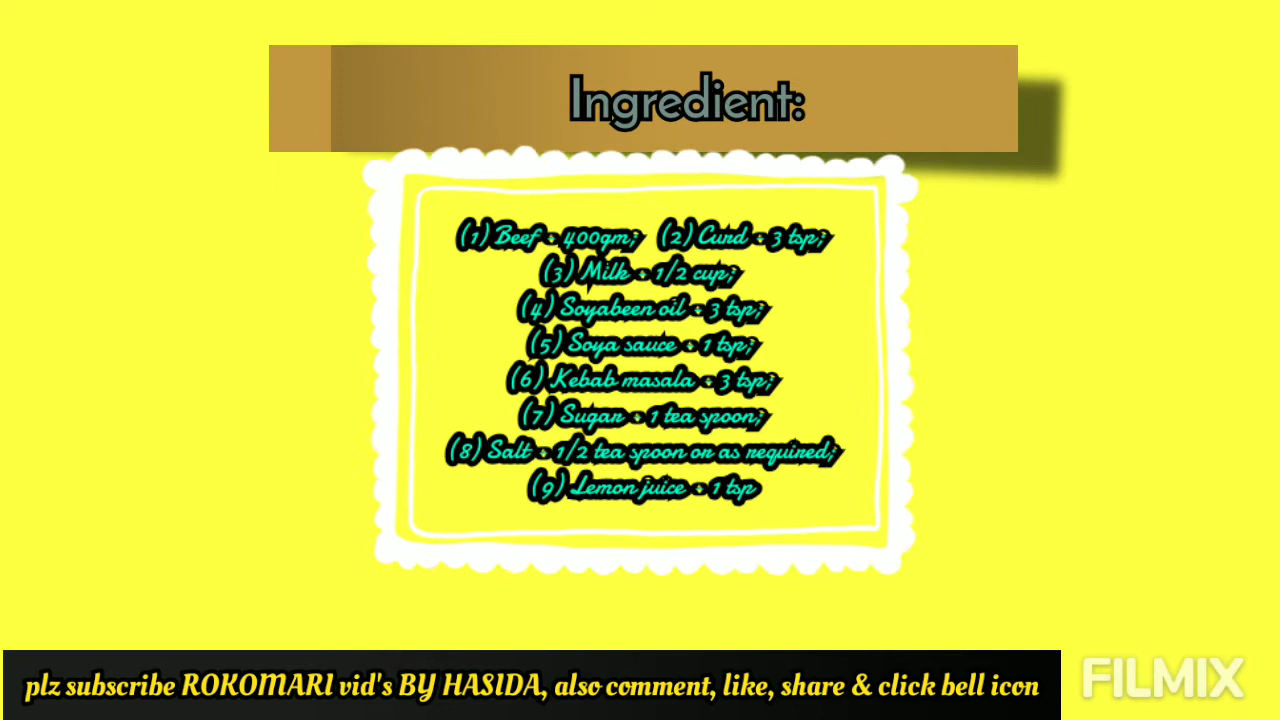 Ingredient:
(1) Beef - 400gm;   (2) Curd - 3 tsp;
(3) Milk - 1/2 cup;
(4) Soyabeen oil - 3 tsp;
(5) Soya sauce - 1 tsp;
(6) Kebab masala - 3 tsp;
(7) Sugar - 1 tea spoon;
(8) Salt - 1/2 tea spoon or as required;
(9) Lemon juice - 1 tsp
plz subscribe ROKOMARI vid's BY HASIDA, also comment, like, share & click bell icon
FILMIX